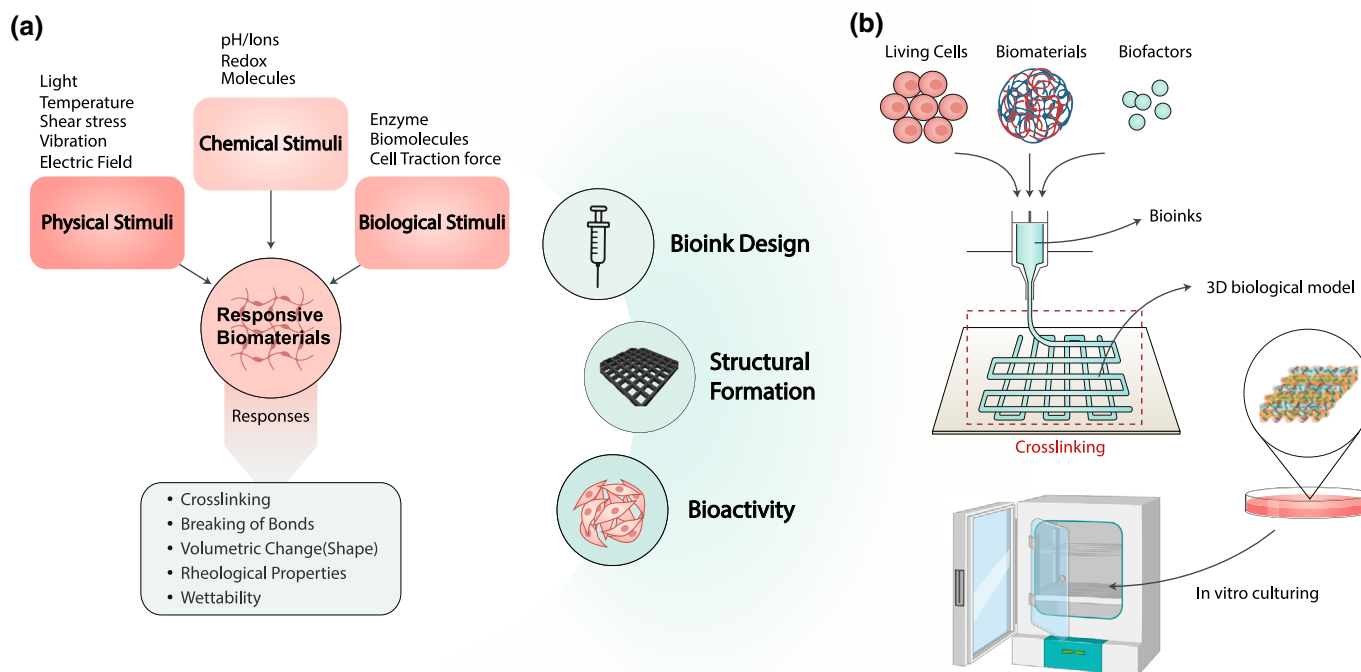 (a)
pH/Ions
Redox
Molecules
Light
Temperature
Shear stress
Vibration
Electric Field
Enzyme
Biomolecules
Cell Traction force
Chemical Stimuli
Physical Stimuli
Biological Stimuli
Responsive
Biomaterials
Responses
• Crosslinking
• Breaking of Bonds
• Volumetric Change(Shape)
• Rheological Properties
• Wettability
Bioink Design
Structural
Formation
Bioactivity
(b)
Living Cells
Biomaterials
Biofactors
Bioinks
3D biological model
Crosslinking
In vitro culturing